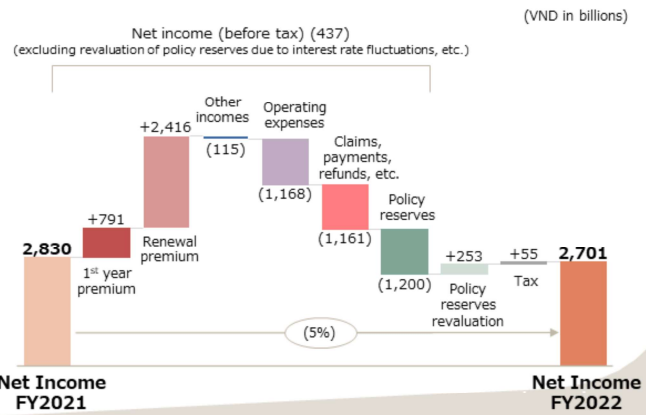 (VND in billions)
Net income (before tax) (437)
(excluding revaluation of policy reserves due to interest rate fluctuations, etc.)
2,830
+791
1st year
premium
+2,416
Renewal
premium
Other
incomes
(115)
Operating
expenses
(1,168)
Claims,
payments,
refunds, etc.
(1,161)
Policy
reserves
(1,200)
+253
Policy
reserves
revaluation
+55
Tax
2,701
(5%)
Net Income
FY2021
Net Income
FY2022